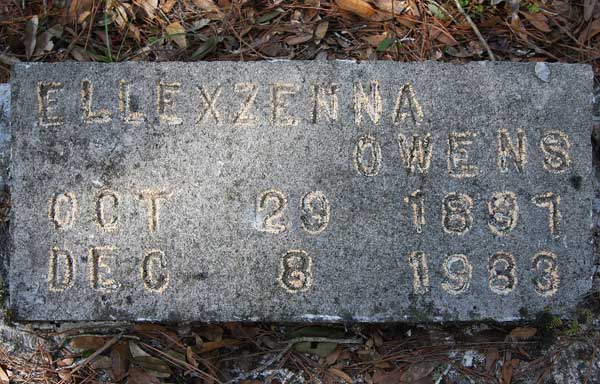 ELLEXZENNA
OWENS
OCT 29 1897
DEC 8 1983